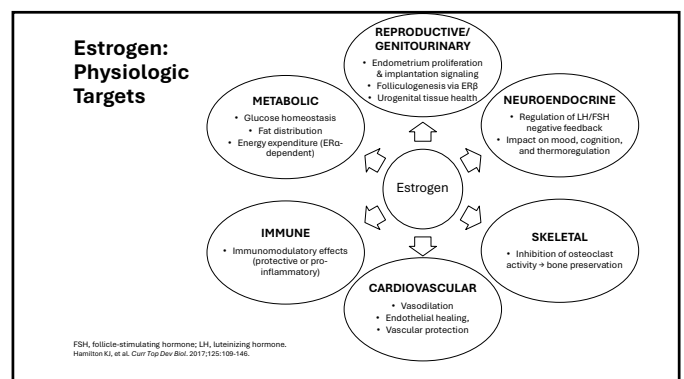 Estrogen:
Physiologic
Targets
REPRODUCTIVE/
GENITOURINARY
• Endometrium proliferation
& implantation signaling
• Folliculogenesis via ERβ
• Urogenital tissue health
METABOLIC
• Glucose homeostasis
• Fat distribution
• Energy expenditure (ERα-
dependent)
NEUROENDOCRINE
• Regulation of LH/FSH
negative feedback
• Impact on mood, cognition,
and thermoregulation
Estrogen
IMMUNE
• Immunomodulatory effects
(protective or pro-
inflammatory)
SKELETAL
• Inhibition of osteoclast
activity → bone preservation
CARDIOVASCULAR
• Vasodilation
• Endothelial healing,
• Vascular protection
FSH, follicle-stimulating hormone; LH, luteinizing hormone.
Hamilton KJ, et al. Curr Top Dev Biol. 2017;125:109-146.